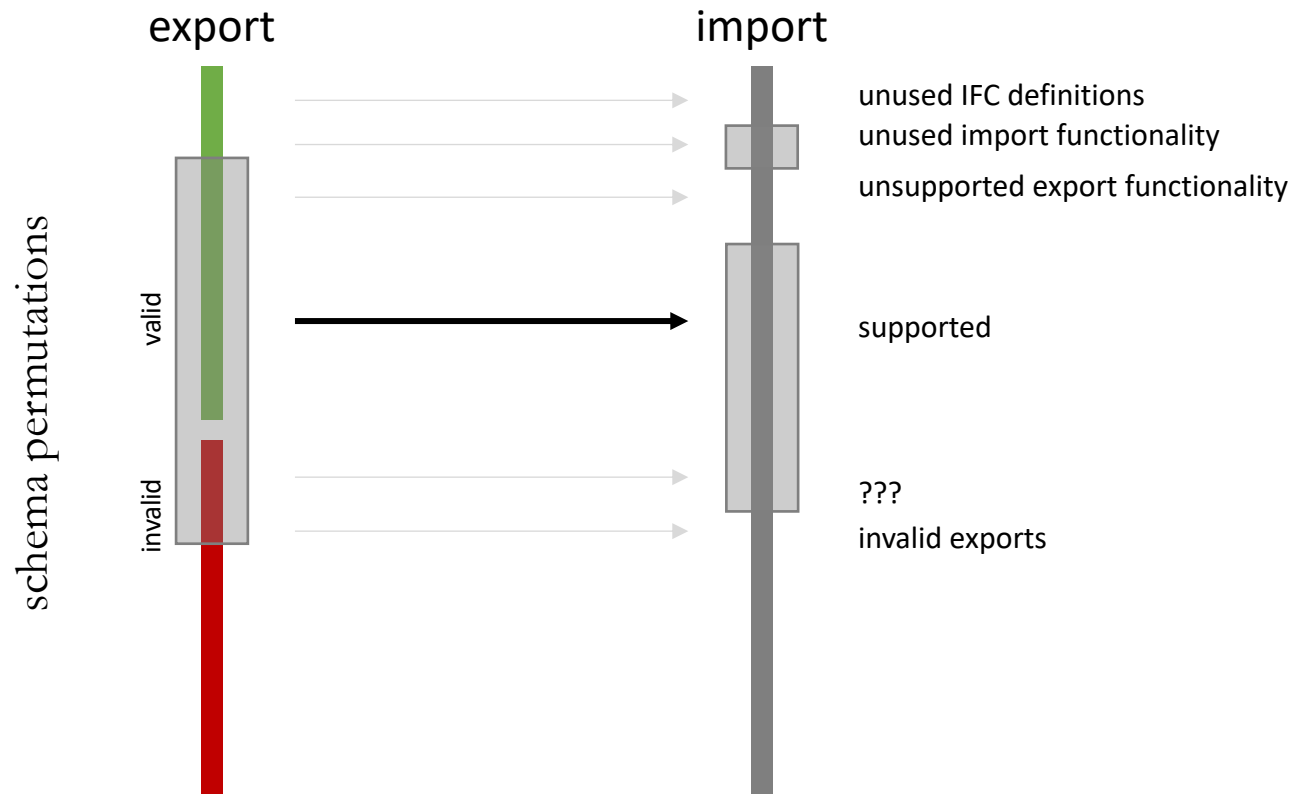 export
import
unused IFC definitions
unused import functionality
unsupported export functionality
schema permutations
valid
supported
invalid
???
invalid exports